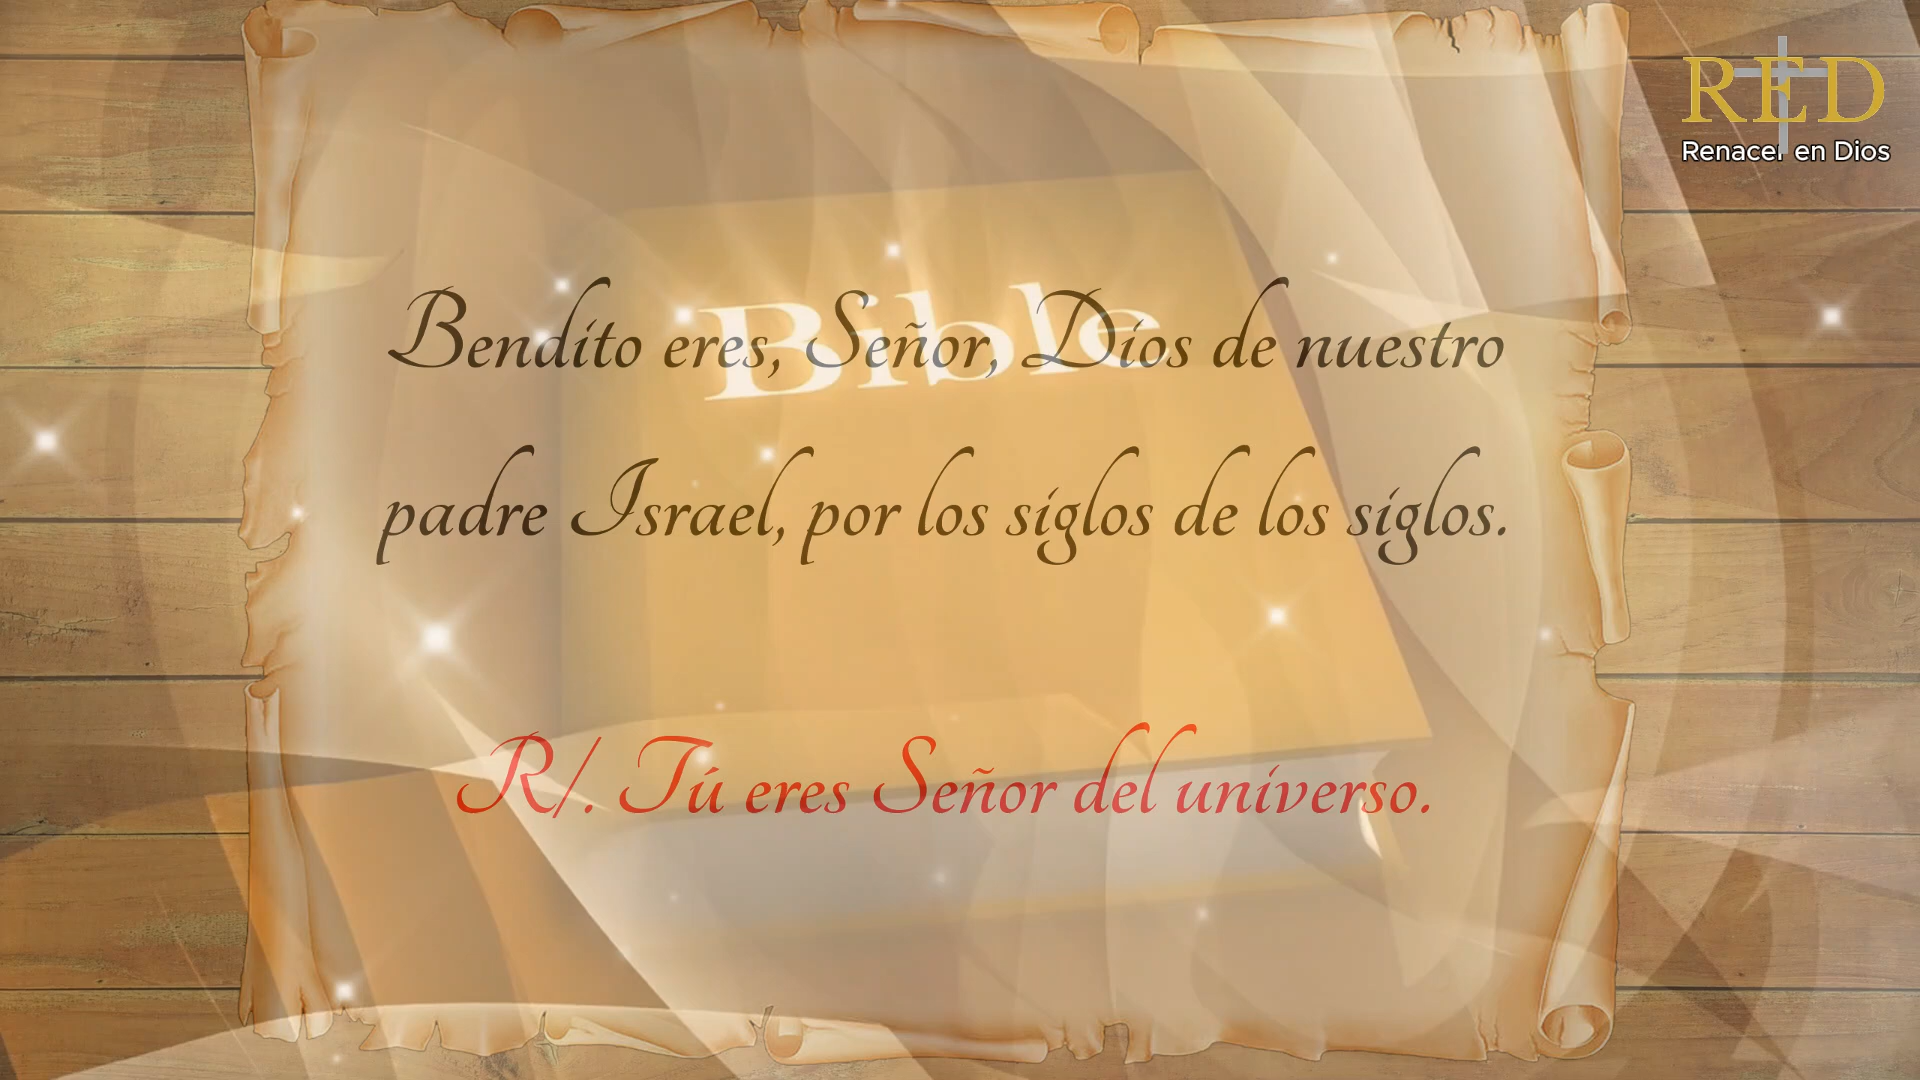 RED
Renacer en Dios
Bible
Bendito eres, Señor, Dios de nuestro
padre Israel, por los siglos de los siglos.
R/. Tú eres Señor del universo.